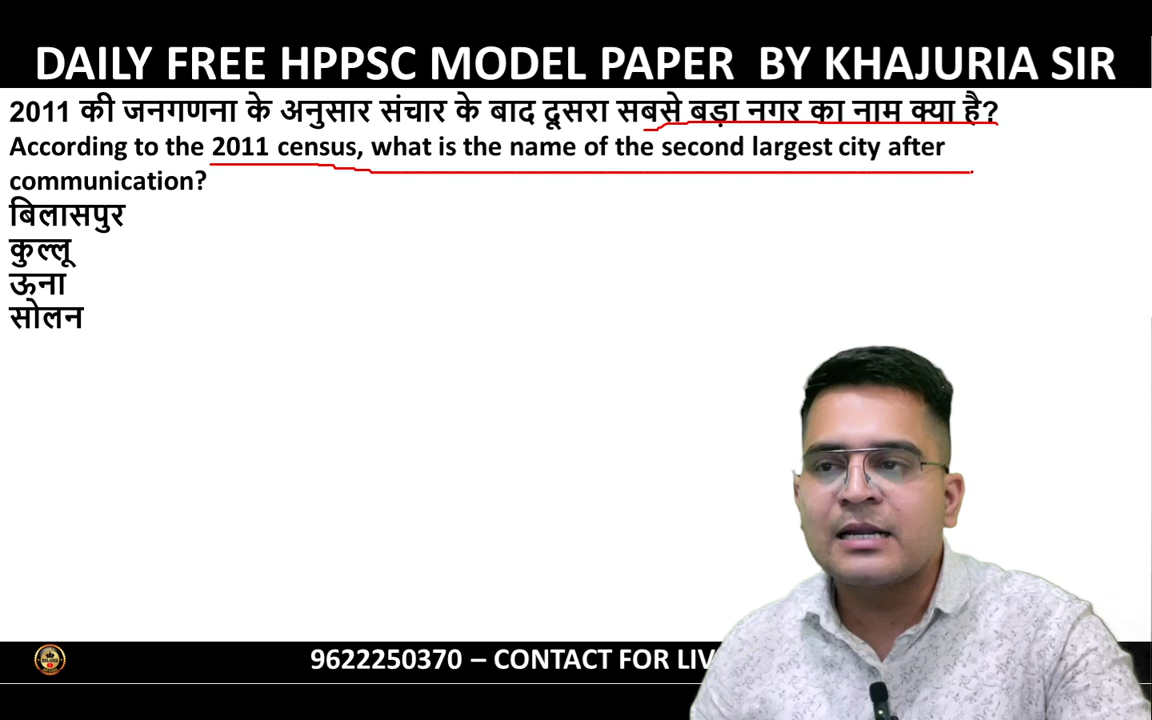 DAILY FREE HPPSC MODEL PAPER BY KHAJURIA SIR
2011 की जनगणना के अनुसार संचार के बाद दूसरा सबसे बड़ा नगर का नाम क्या है?
According to the 2011 census, what is the name of the second largest city after
communication?
बिलासपुर
कुल्लू
ऊना
सोलन
9622250370 – CONTACT FOR LIV